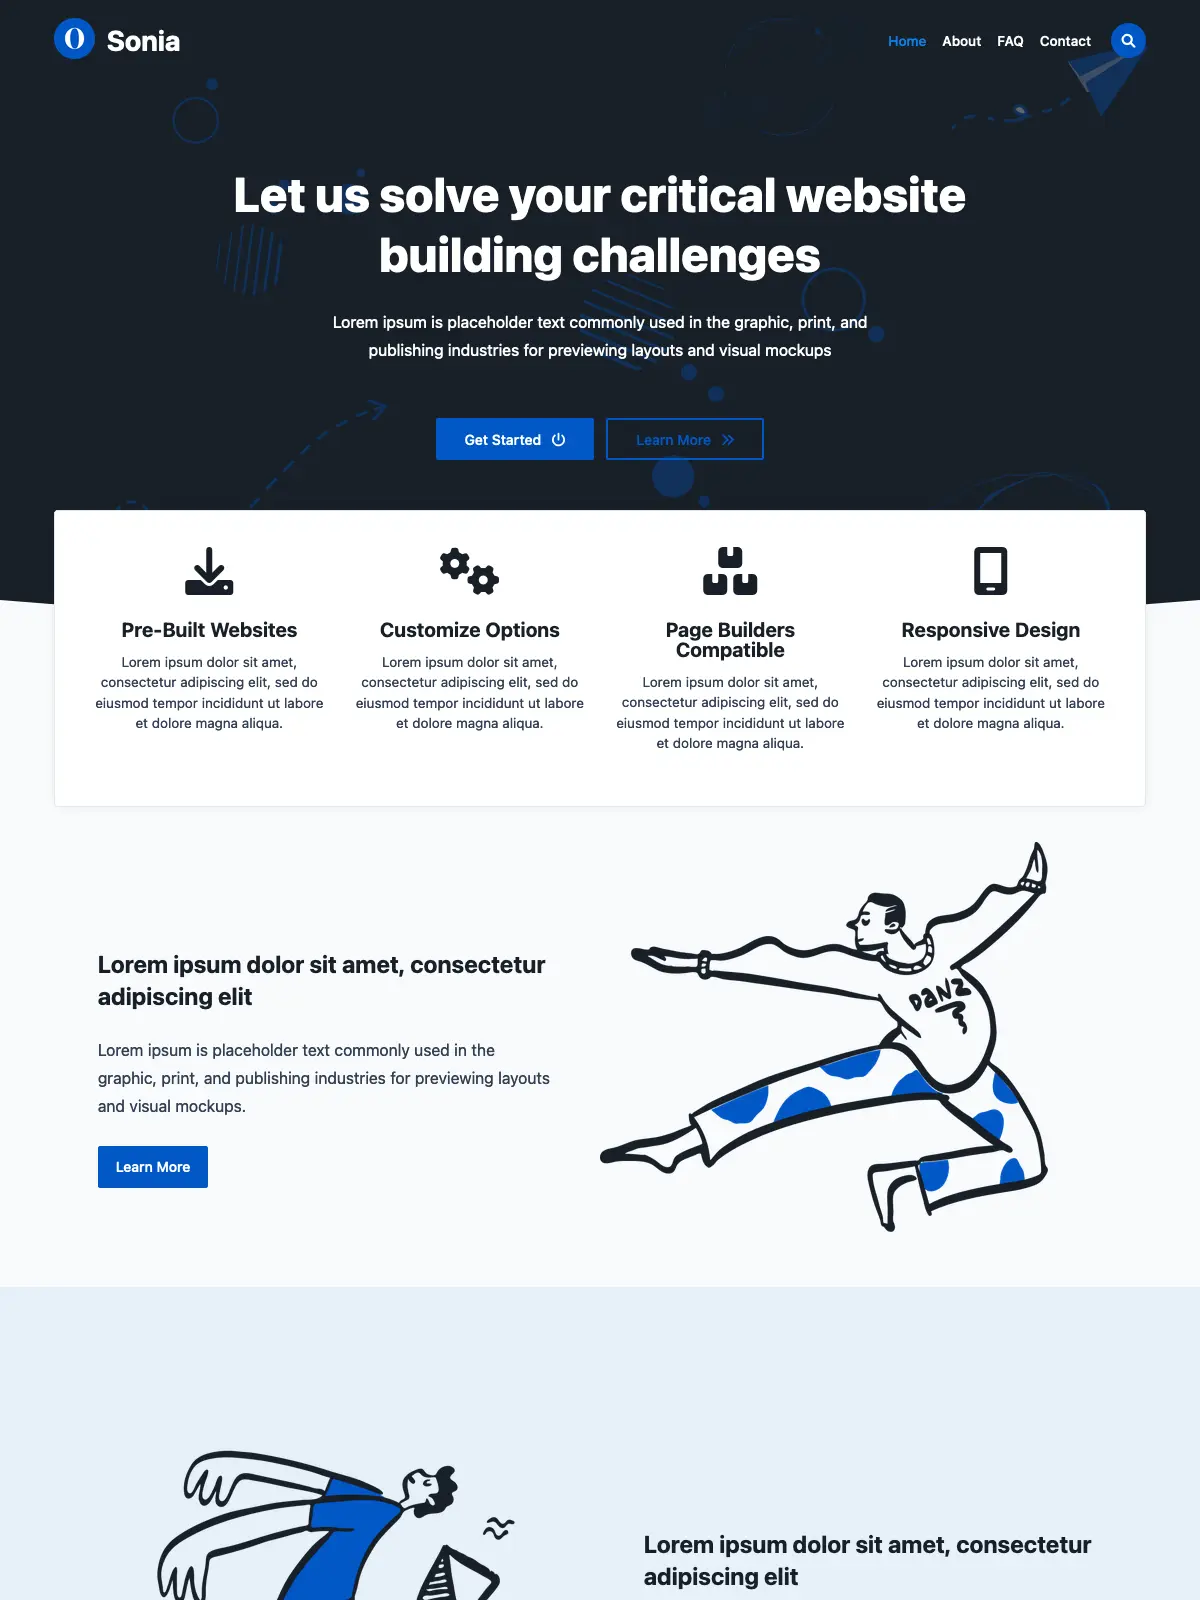 O Sonia
Home About FAQ Contact
Let us solve your critical website
building challenges
Lorem ipsum is placeholder text commonly used in the graphic, print, and
publishing industries for previewing layouts and visual mockups
Get Started
Learn More
Pre-Built Websites
Lorem ipsum dolor sit amet,
consectetur adipiscing elit, sed do
eiusmod tempor incididunt ut labore
et dolore magna aliqua.
Customize Options
Lorem ipsum dolor sit amet,
consectetur adipiscing elit, sed do
eiusmod tempor incididunt ut labore
et dolore magna aliqua.
Page Builders
Compatible
Lorem ipsum dolor sit amet,
consectetur adipiscing elit, sed do
eiusmod tempor incididunt ut labore
et dolore magna aliqua.
Responsive Design
Lorem ipsum dolor sit amet,
consectetur adipiscing elit, sed do
eiusmod tempor incididunt ut labore
et dolore magna aliqua.
Lorem ipsum dolor sit amet, consectetur
adipiscing elit
Lorem ipsum is placeholder text commonly used in the
graphic, print, and publishing industries for previewing layouts
and visual mockups.
Learn More
DaNZ
Lorem ipsum dolor sit amet, consectetur
adipiscing elit